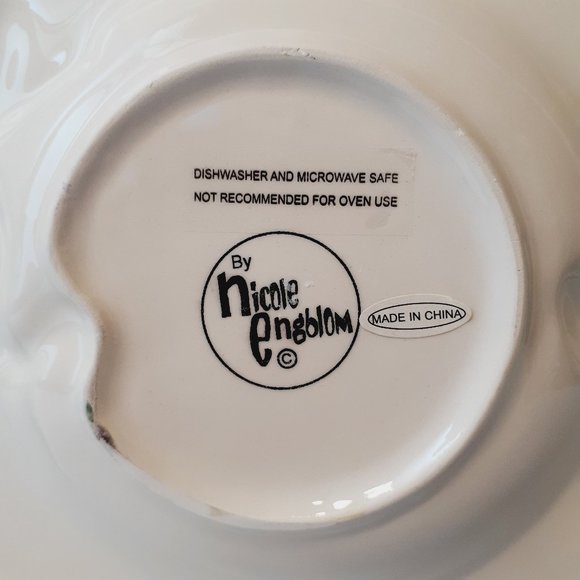 DISHWASHER AND MICROWAVE SAFE
NOT RECOMMENDED FOR OVEN USE
By
nicole
engblom
©
MADE IN CHINA